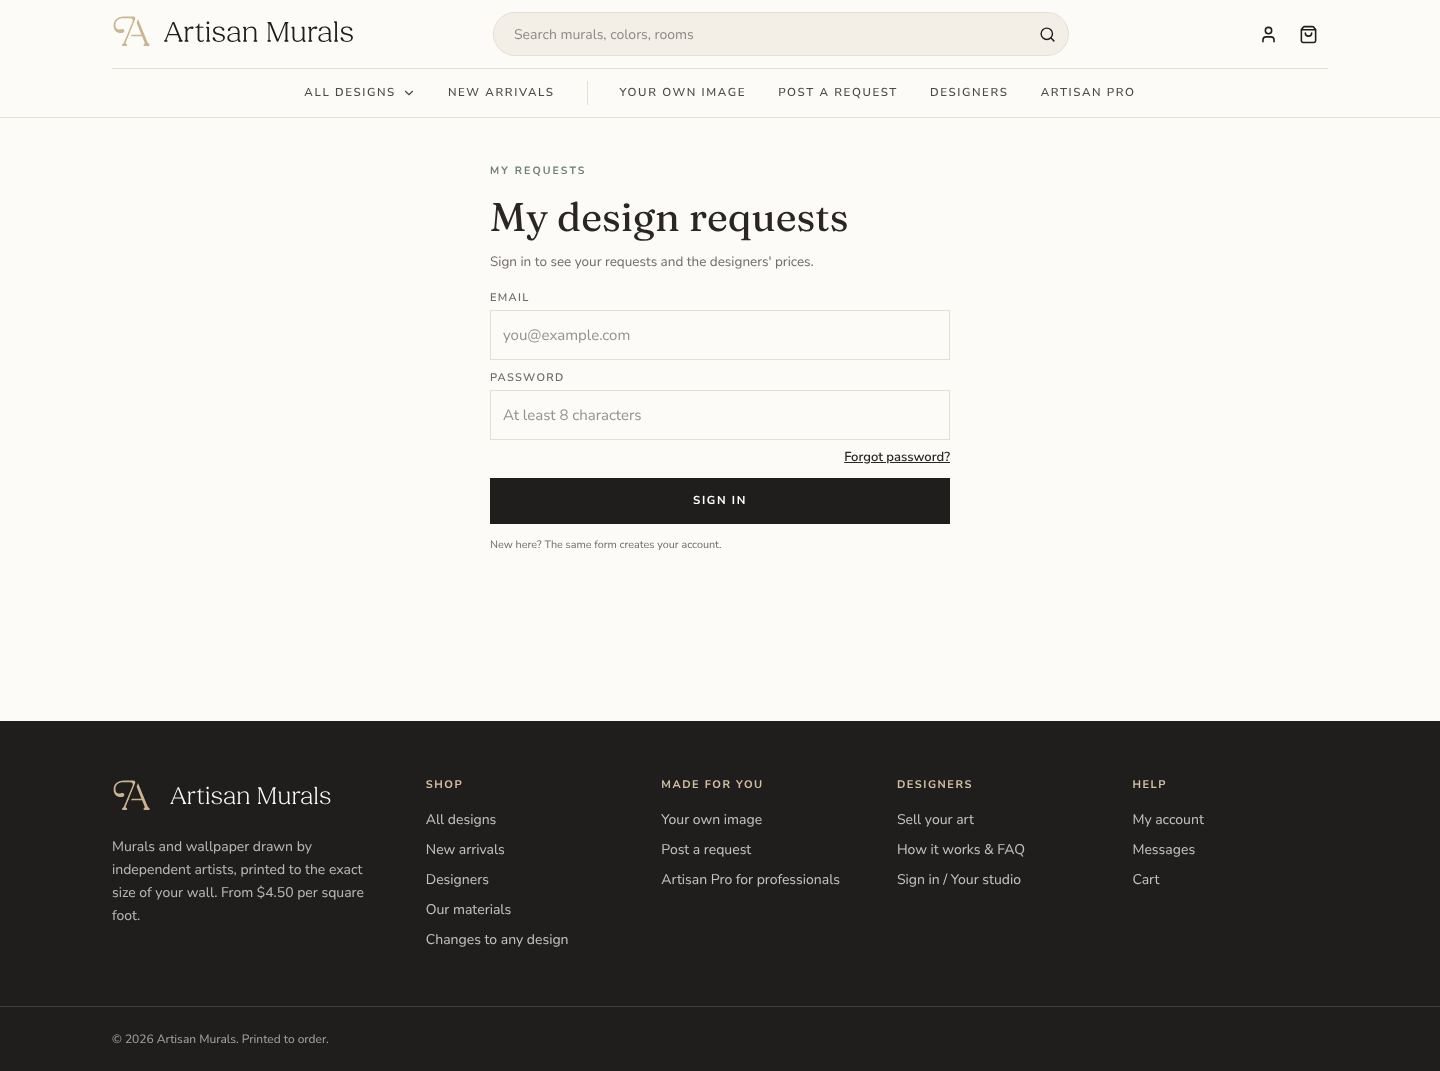 Artisan Murals
Search murals, colors, rooms
ALL DESIGNS
NEW ARRIVALS
YOUR OWN IMAGE
POST A REQUEST
DESIGNERS
ARTISAN PRO
MY REQUESTS
My design requests
Sign in to see your requests and the designers' prices.
EMAIL
you@example.com
PASSWORD
At least 8 characters
Forgot password?
SIGN IN
New here? The same form creates your account.
Artisan Murals
Murals and wallpaper drawn by
independent artists, printed to the exact
size of your wall. From $4.50 per square
foot.
SHOP
All designs
New arrivals
Designers
Our materials
Changes to any design
MADE FOR YOU
Your own image
Post a request
Artisan Pro for professionals
DESIGNERS
Sell your art
How it works & FAQ
Sign in / Your studio
HELP
My account
Messages
Cart
© 2026 Artisan Murals. Printed to order.